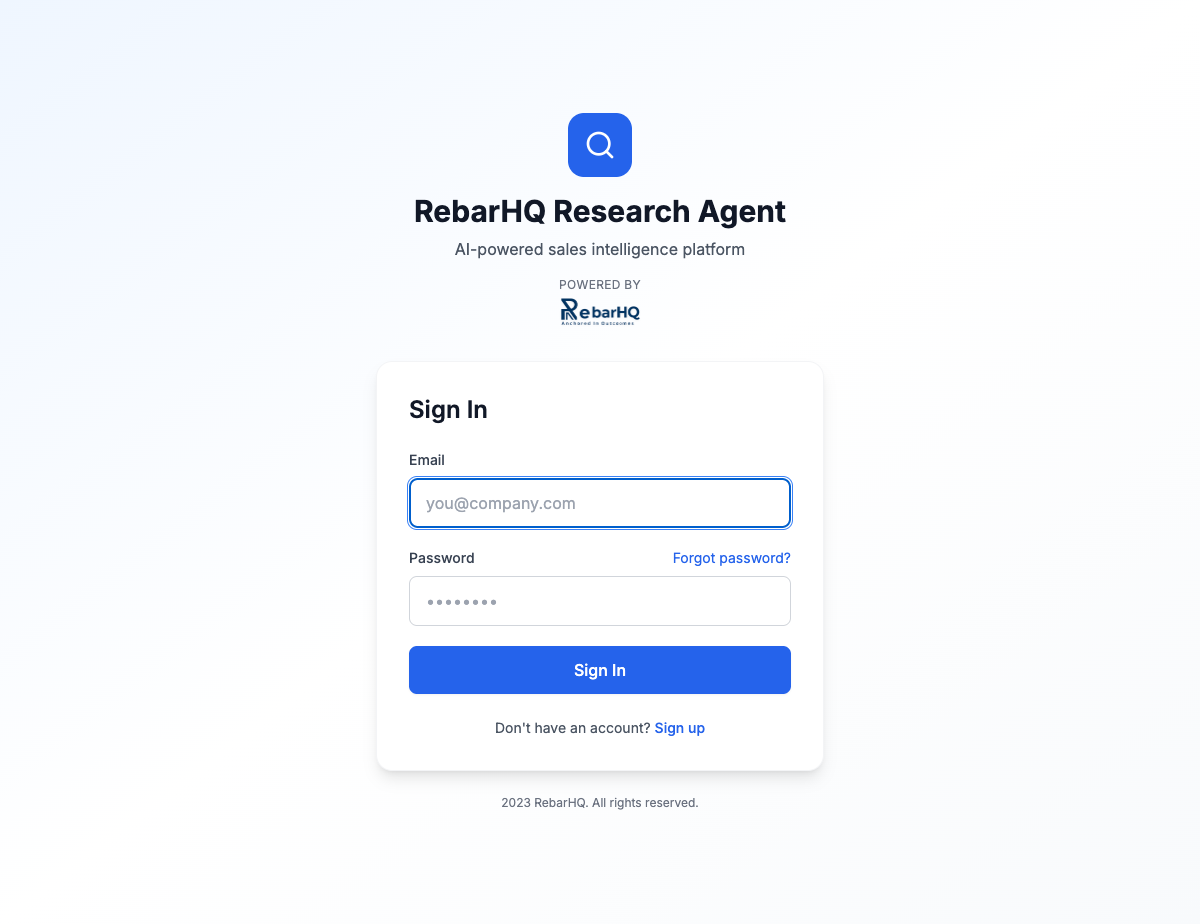 RebarHQ Research Agent
AI-powered sales intelligence platform
POWERED BY
RebarHQ
Anchored in Outcomes
Sign In
Email
you@company.com
Password
Forgot password?
Sign In
Don't have an account? Sign up
2023 RebarHQ. All rights reserved.